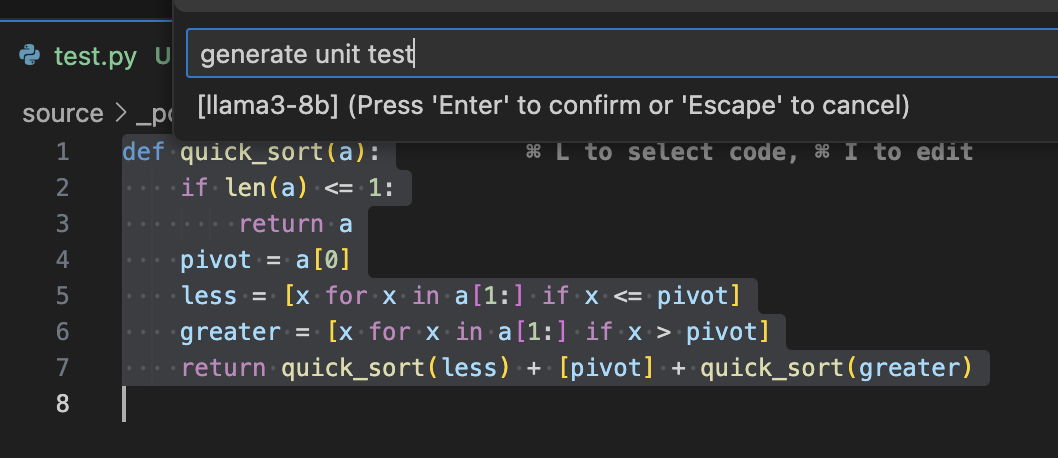 generate unit test
[llama3-8b] (Press 'Enter' to confirm or 'Escape' to cancel)
test.py U
source >
1 def quick_sort(a): ⌘ L to select code, ⌘ I to edit
2 if len(a) <= 1:
3 return a
4 pivot = a[0]
5 less = [x for x in a[1:] if x <= pivot]
6 greater = [x for x in a[1:] if x > pivot]
7 return quick_sort(less) + [pivot] + quick_sort(greater)
8